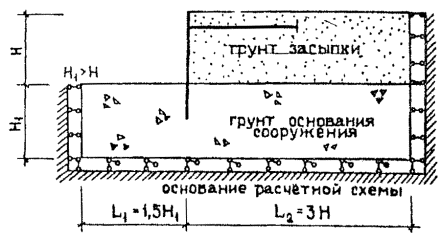 H
грунт засыпки
H₁>H
H₁
грунт основания
сооружения
основание расчётной схемы
L₁=1,5H₁
L₂=3H